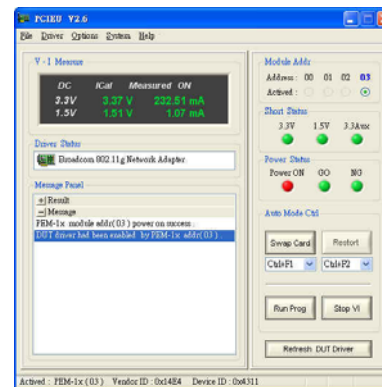 PCIEU V2.6
File Driver Options System Help
V - I Measure
DC ICal Measured ON
3.3V 3.37 V 232.51 mA
1.5V 1.51 V 1.07 mA
Driver Status
Broadcom 802.11g Network Adapter.
Message Panel
Result
Message
PEM-1x module addr(03) power on success .
DUT driver had been enabled by PEM-1x addr(03) .
Module Addr
Address : 00 01 02 03
Actived :
Short Status
3.3V 1.5V 3.3Aux
Power Status
Power ON GO NG
Auto Mode Ctrl
Swap Card Restort
Ctrl+F1 Ctrl+F2
Run Prog Stop VI
Refresh DUT Driver
Actived : PEM-1x (03) Vendor ID : 0x14E4 Device ID : 0x4311